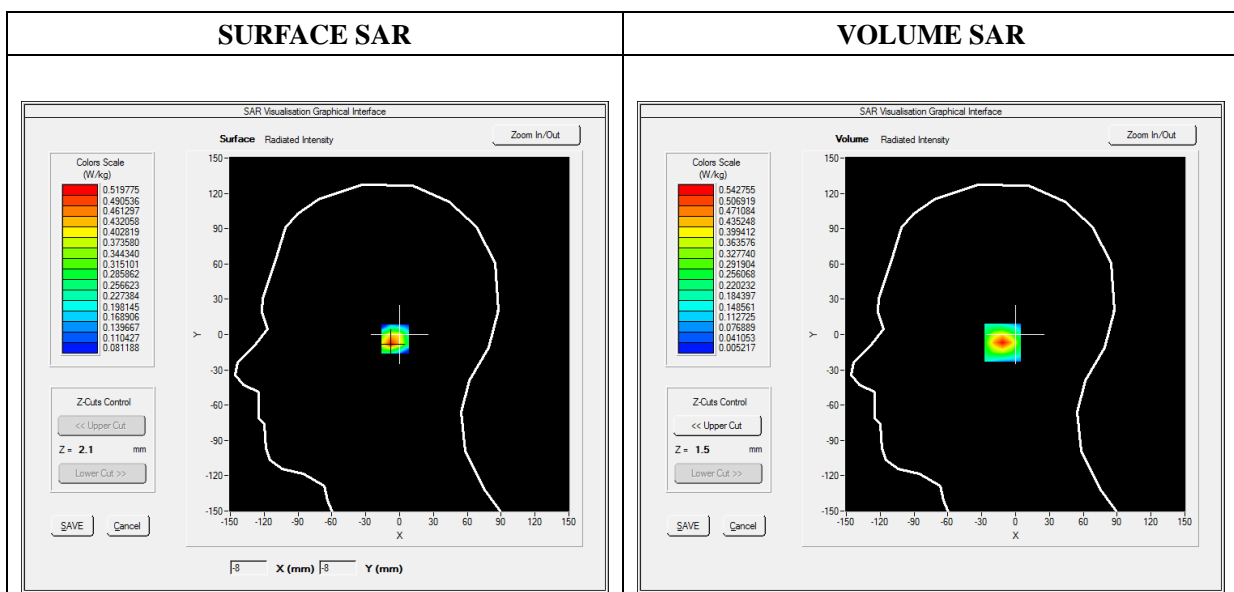 SURFACE SAR
SAR Visualisation Graphical Interface
Surface Radiated Intensity
Zoom In/Out
Colors Scale
(W/kg)
0.519775
0.490536
0.461297
0.432058
0.402819
0.373580
0.344340
0.315101
0.285862
0.256623
0.227384
0.198145
0.168906
0.139667
0.110427
0.081188
Z-Cuts Control
<< Upper Cut
Z = 2.1 mm
Lower Cut >>
SAVE Cancel
150
120
90
60
30
0
-30
-60
-90
-120
-150
Y
-150 -120 -90 -60 -30 0 30 60 90 120 150
X
-8 X (mm) -8 Y (mm)
VOLUME SAR
SAR Visualisation Graphical Interface
Volume Radiated Intensity
Zoom In/Out
Colors Scale
(W/kg)
0.542755
0.506919
0.471084
0.435248
0.399412
0.363576
0.327740
0.291904
0.256068
0.220232
0.184397
0.148561
0.112725
0.076889
0.041053
0.005217
Z-Cuts Control
<< Upper Cut
Z = 1.5 mm
Lower Cut >>
SAVE Cancel
150
120
90
60
30
0
-30
-60
-90
-120
-150
Y
-150 -120 -90 -60 -30 0 30 60 90 120 150
X